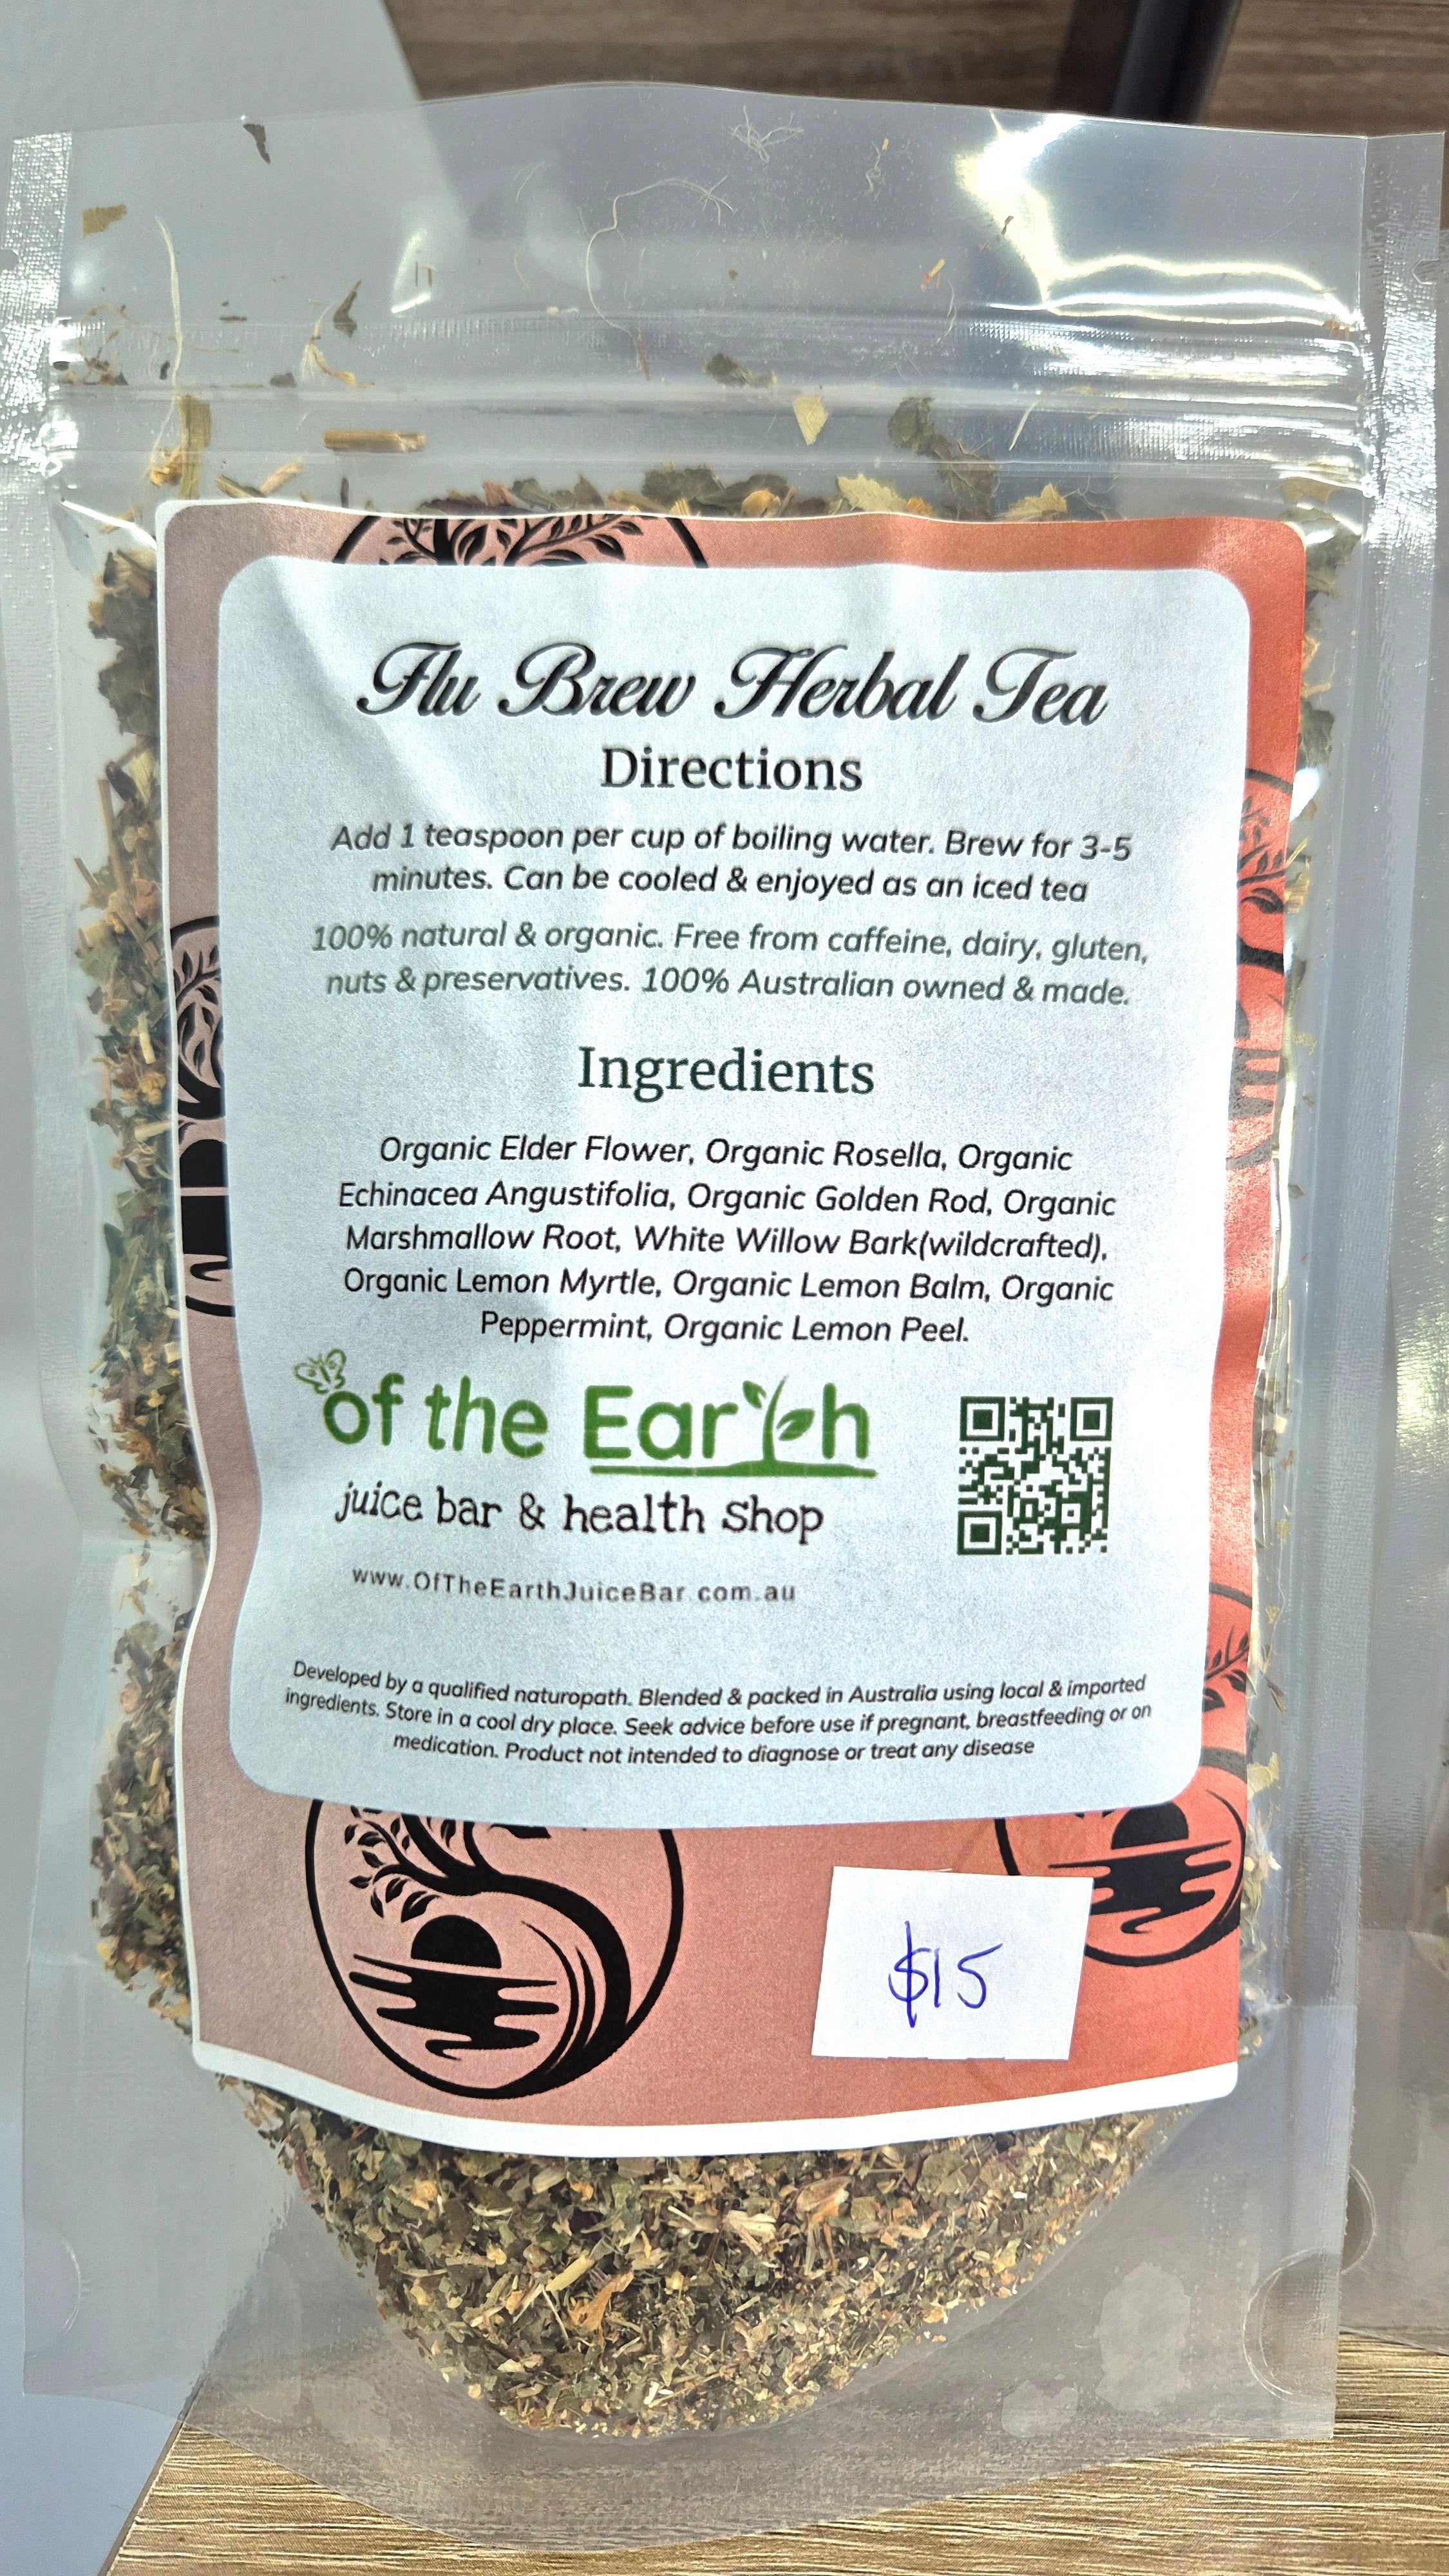 Flu Brew Herbal Tea
Directions
Add 1 teaspoon per cup of boiling water. Brew for 3-5
minutes. Can be cooled & enjoyed as an iced tea
100% natural & organic. Free from caffeine, dairy, gluten,
nuts & preservatives. 100% Australian owned & made.
Ingredients
Organic Elder Flower, Organic Rosella, Organic
Echinacea Angustifolia, Organic Golden Rod, Organic
Marshmallow Root, White Willow Bark(wildcrafted),
Organic Lemon Myrtle, Organic Lemon Balm, Organic
Peppermint, Organic Lemon Peel.
of the Earth
juice bar & health shop
www.OfTheEarthJuiceBar.com.au
Developed by a qualified naturopath. Blended & packed in Australia using local & imported
ingredients. Store in a cool dry place. Seek advice before use if pregnant, breastfeeding or on
medication. Product not intended to diagnose or treat any disease
$15